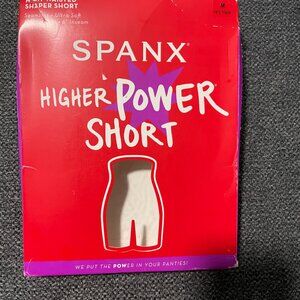 SHAPER SHORT
M
SPANX®
HIGHER POWER
SHORT
WE PUT THE POWER IN YOUR PANTIES!